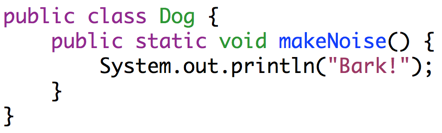 public class Dog {
    public static void makeNoise() {
        System.out.println("Bark!");
    }
}